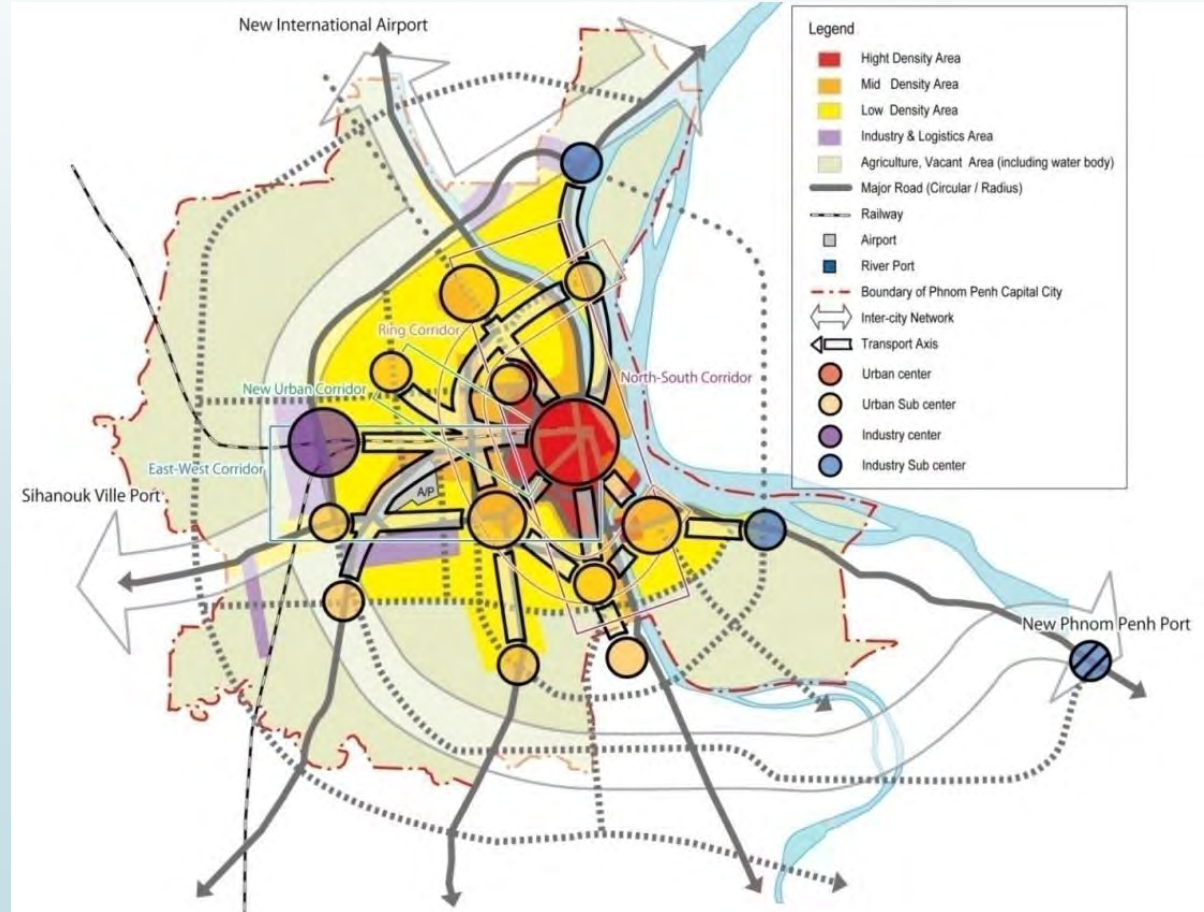 New International Airport
Legend
Hight Density Area
Mid Density Area
Low Density Area
Industry & Logistics Area
Agriculture, Vacant Area (including water body)
Major Road (Circular / Radius)
Railway
Airport
River Port
Boundary of Phnom Penh Capital City
Inter-city Network
Transport Axis
Urban center
Urban Sub center
Industry center
Industry Sub center
Ring Corridor
North-South Corridor
New Urban Corridor
East-West Corridor
Sihanouk Ville Port
A/P
New Phnom Penh Port